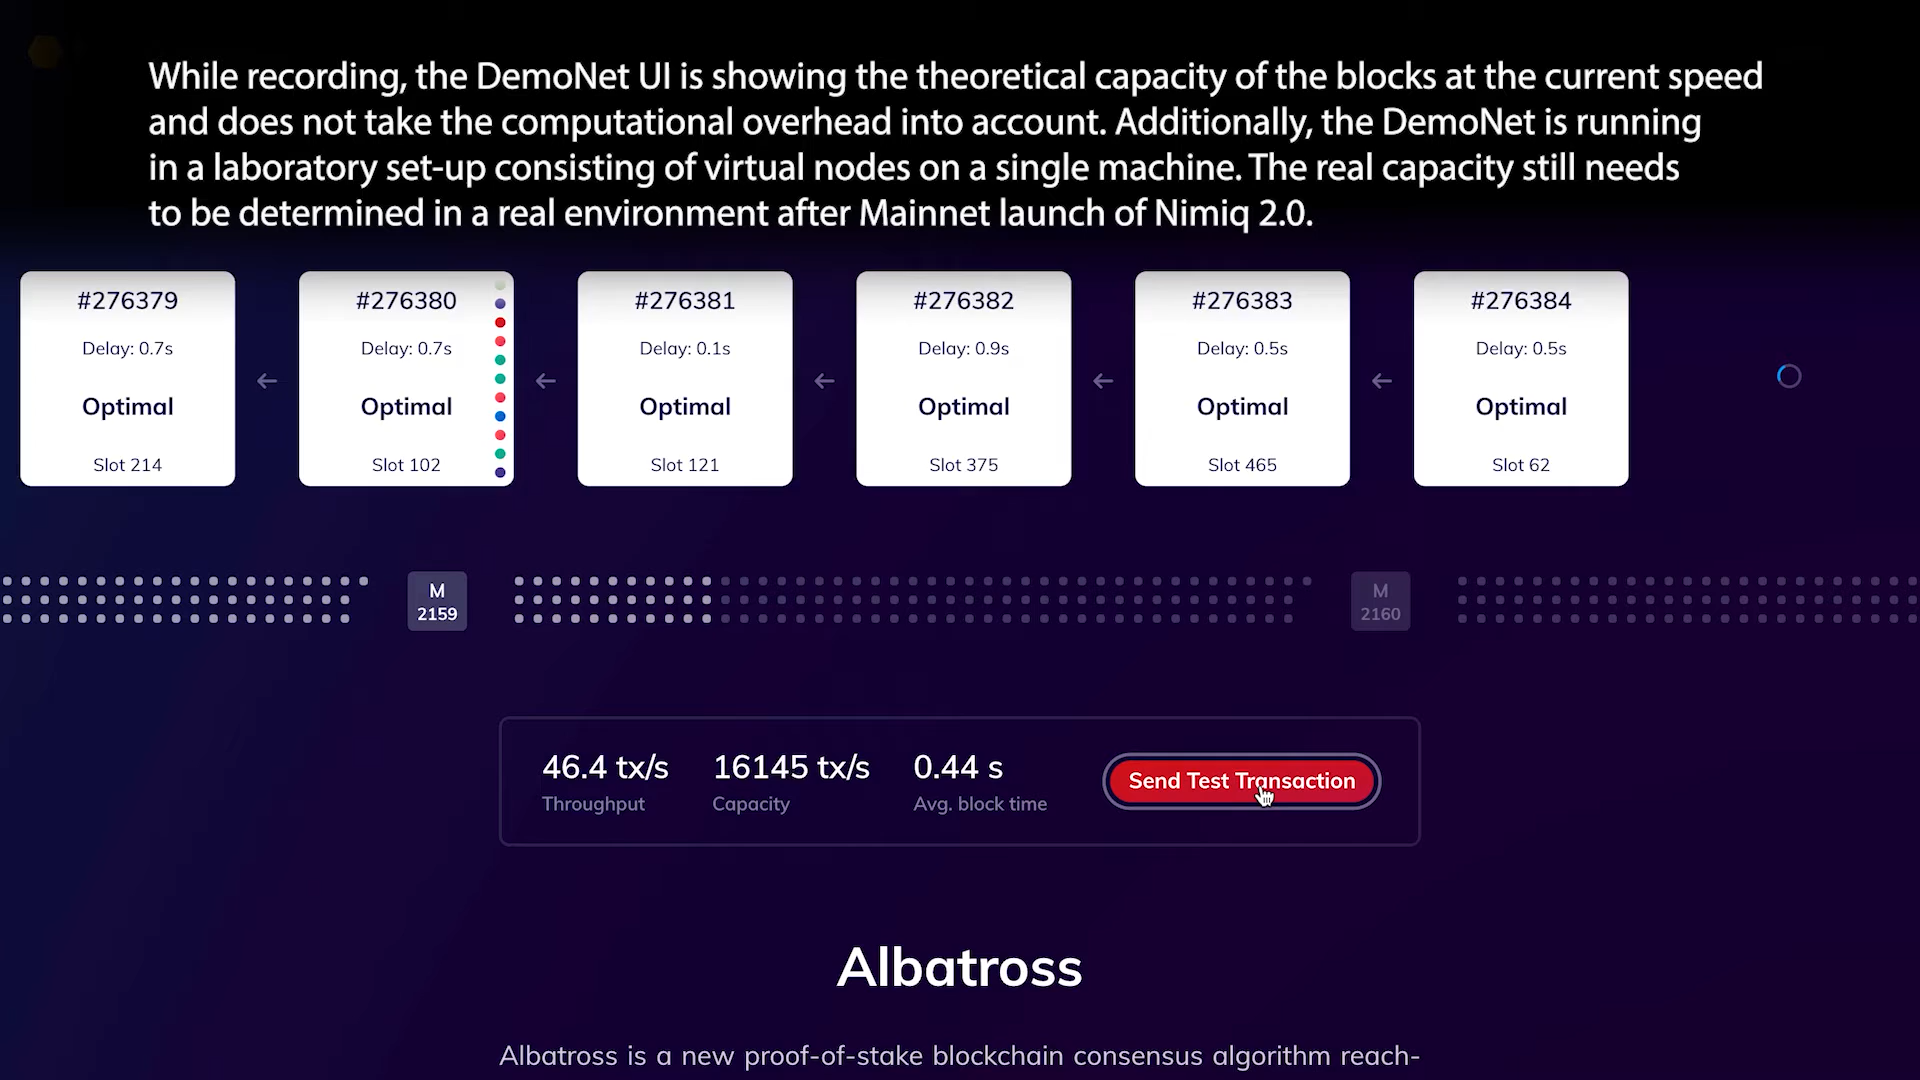 While recording, the DemoNet UI is showing the theoretical capacity of the blocks at the current speed
and does not take the computational overhead into account. Additionally, the DemoNet is running
in a laboratory set-up consisting of virtual nodes on a single machine. The real capacity still needs
to be determined in a real environment after Mainnet launch of Nimiq 2.0.
#276379
Delay: 0.7s
Optimal
Slot 214
#276380
Delay: 0.7s
Optimal
Slot 102
#276381
Delay: 0.1s
Optimal
Slot 121
#276382
Delay: 0.9s
Optimal
Slot 375
#276383
Delay: 0.5s
Optimal
Slot 465
#276384
Delay: 0.5s
Optimal
Slot 62
M
2159
M
2160
46.4 tx/s
Throughput
16145 tx/s
Capacity
0.44 s
Avg. block time
Send Test Transaction
Albatross
Albatross is a new proof-of-stake blockchain consensus algorithm reach-